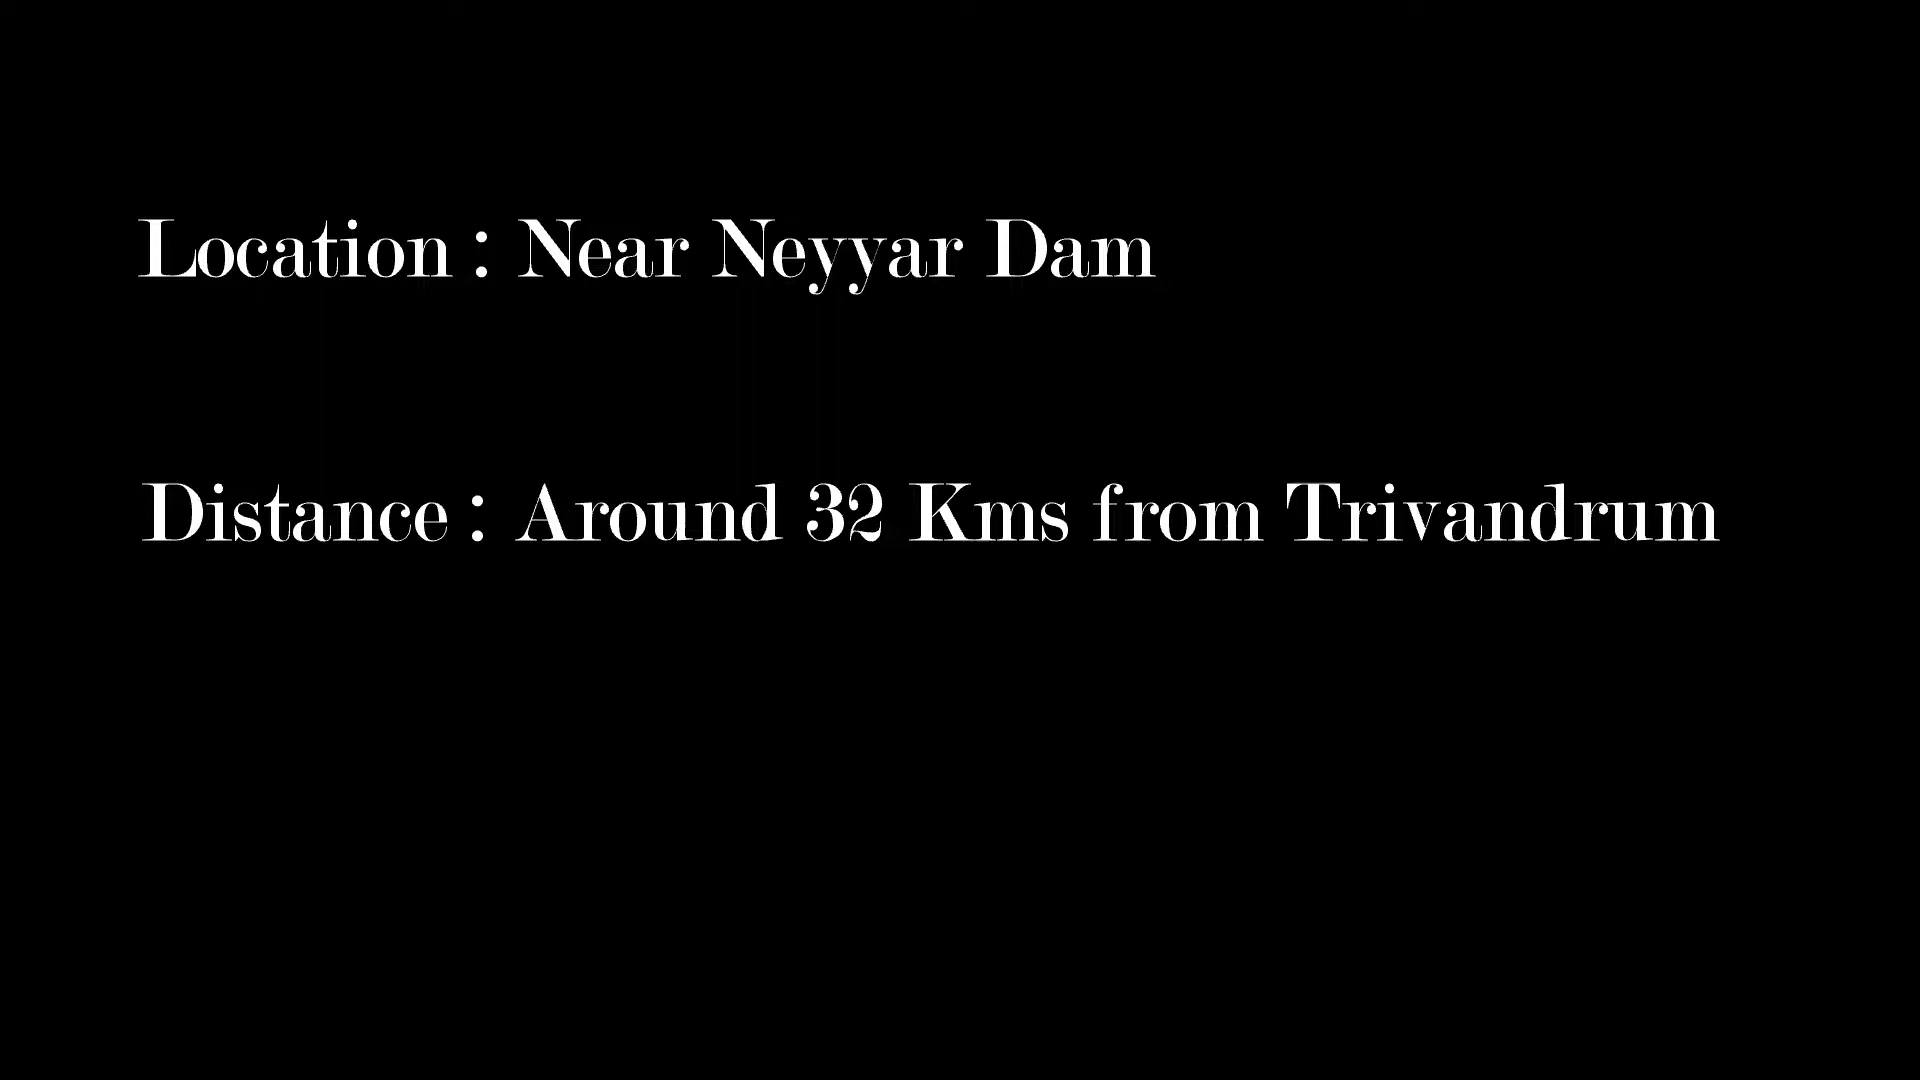 Location : Near Neyyar Dam
Distance : Around 32 Kms from Trivandrum